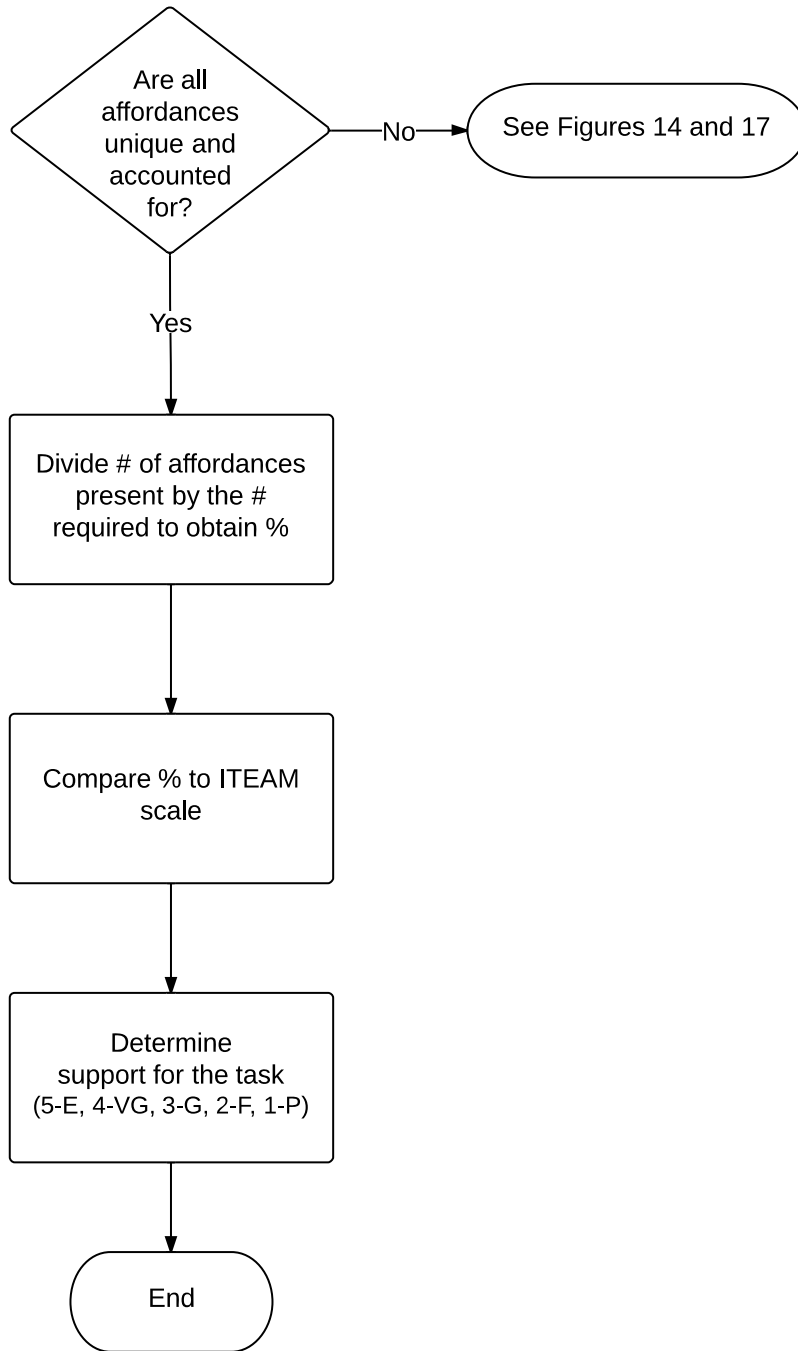 Are all
affordances
unique and
accounted
for?
No
See Figures 14 and 17
Yes
Divide # of affordances
present by the #
required to obtain %
Compare % to ITEAM
scale
Determine
support for the task
(5-E, 4-VG, 3-G, 2-F, 1-P)
End